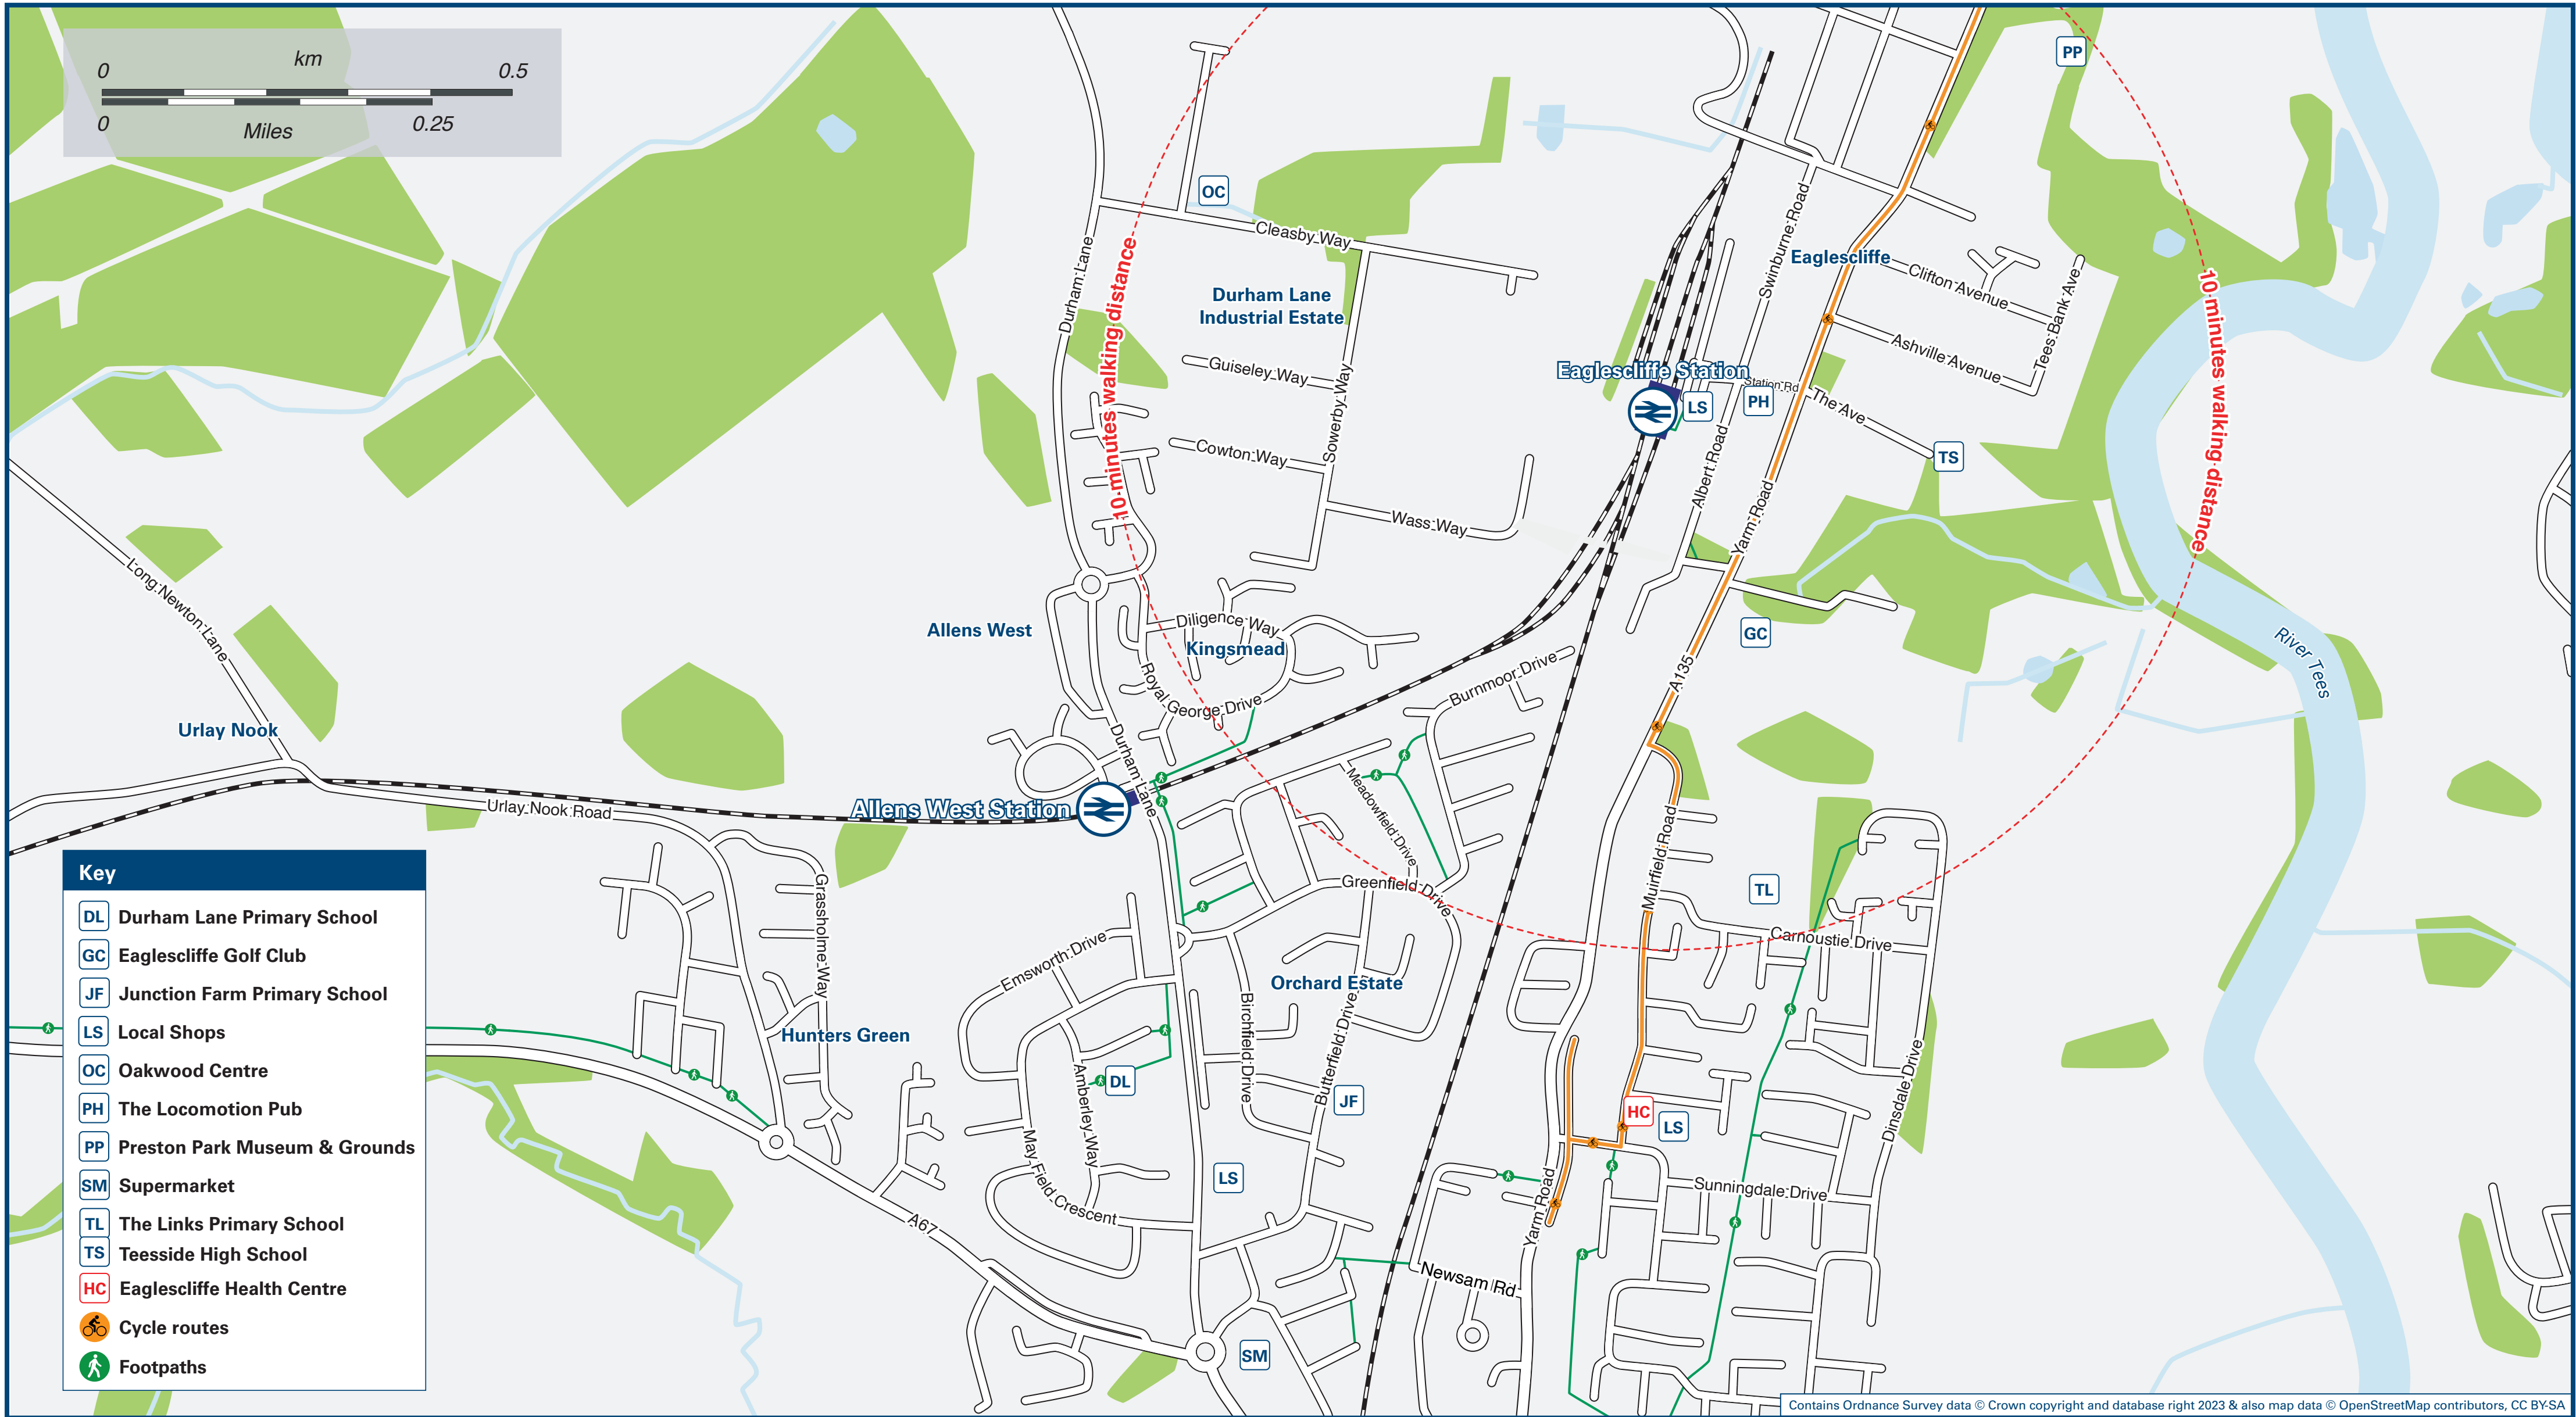 km
0
0.5
0
Miles
0.25
PP
OC
Cleasby Way
Durham Lane
10 minutes walking distance
Durham Lane
Industrial Estate
Guiseley Way
Sowerby Way
Cowton Way
Wass Way
Swinburne Road
Eaglescliffe
Clifton Avenue
Tees Bank Ave
Ashville Avenue
Eaglescliffe Station
Station Rd
LS
PH
The Ave
TS
Albert Road
Yarm Road
10 minutes walking distance
River Tees
Long Newton Lane
Allens West
Diligence Way
Kingsmead
Royal George Drive
GC
A135
Burnmoor Drive
Urlay Nook
Urlay Nook Road
Allens West Station
Durham Lane
Meadowfield Drive
Greenfield Drive
Muirfield Road
TL
Carnoustie Drive
Grassholme Way
Emsworth Drive
Orchard Estate
Hunters Green
Birchfield Drive
Butterfield Drive
Amberley Way
DL
JF
HC
LS
Dinsdale Drive
May Field Crescent
LS
Sunningdale Drive
A67
Yarm Road
Newsam Rd
SM
Key
DL Durham Lane Primary School
GC Eaglescliffe Golf Club
JF Junction Farm Primary School
LS Local Shops
OC Oakwood Centre
PH The Locomotion Pub
PP Preston Park Museum & Grounds
SM Supermarket
TL The Links Primary School
TS Teesside High School
HC Eaglescliffe Health Centre
Cycle routes
Footpaths
Contains Ordnance Survey data © Crown copyright and database right 2023 & also map data © OpenStreetMap contributors, CC BY-SA